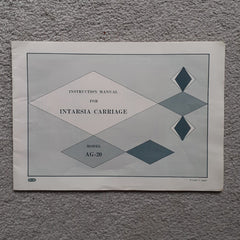 INSTRUCTION MANUAL
FOR
INTARSIA CARRIAGE
MODEL
AG-20